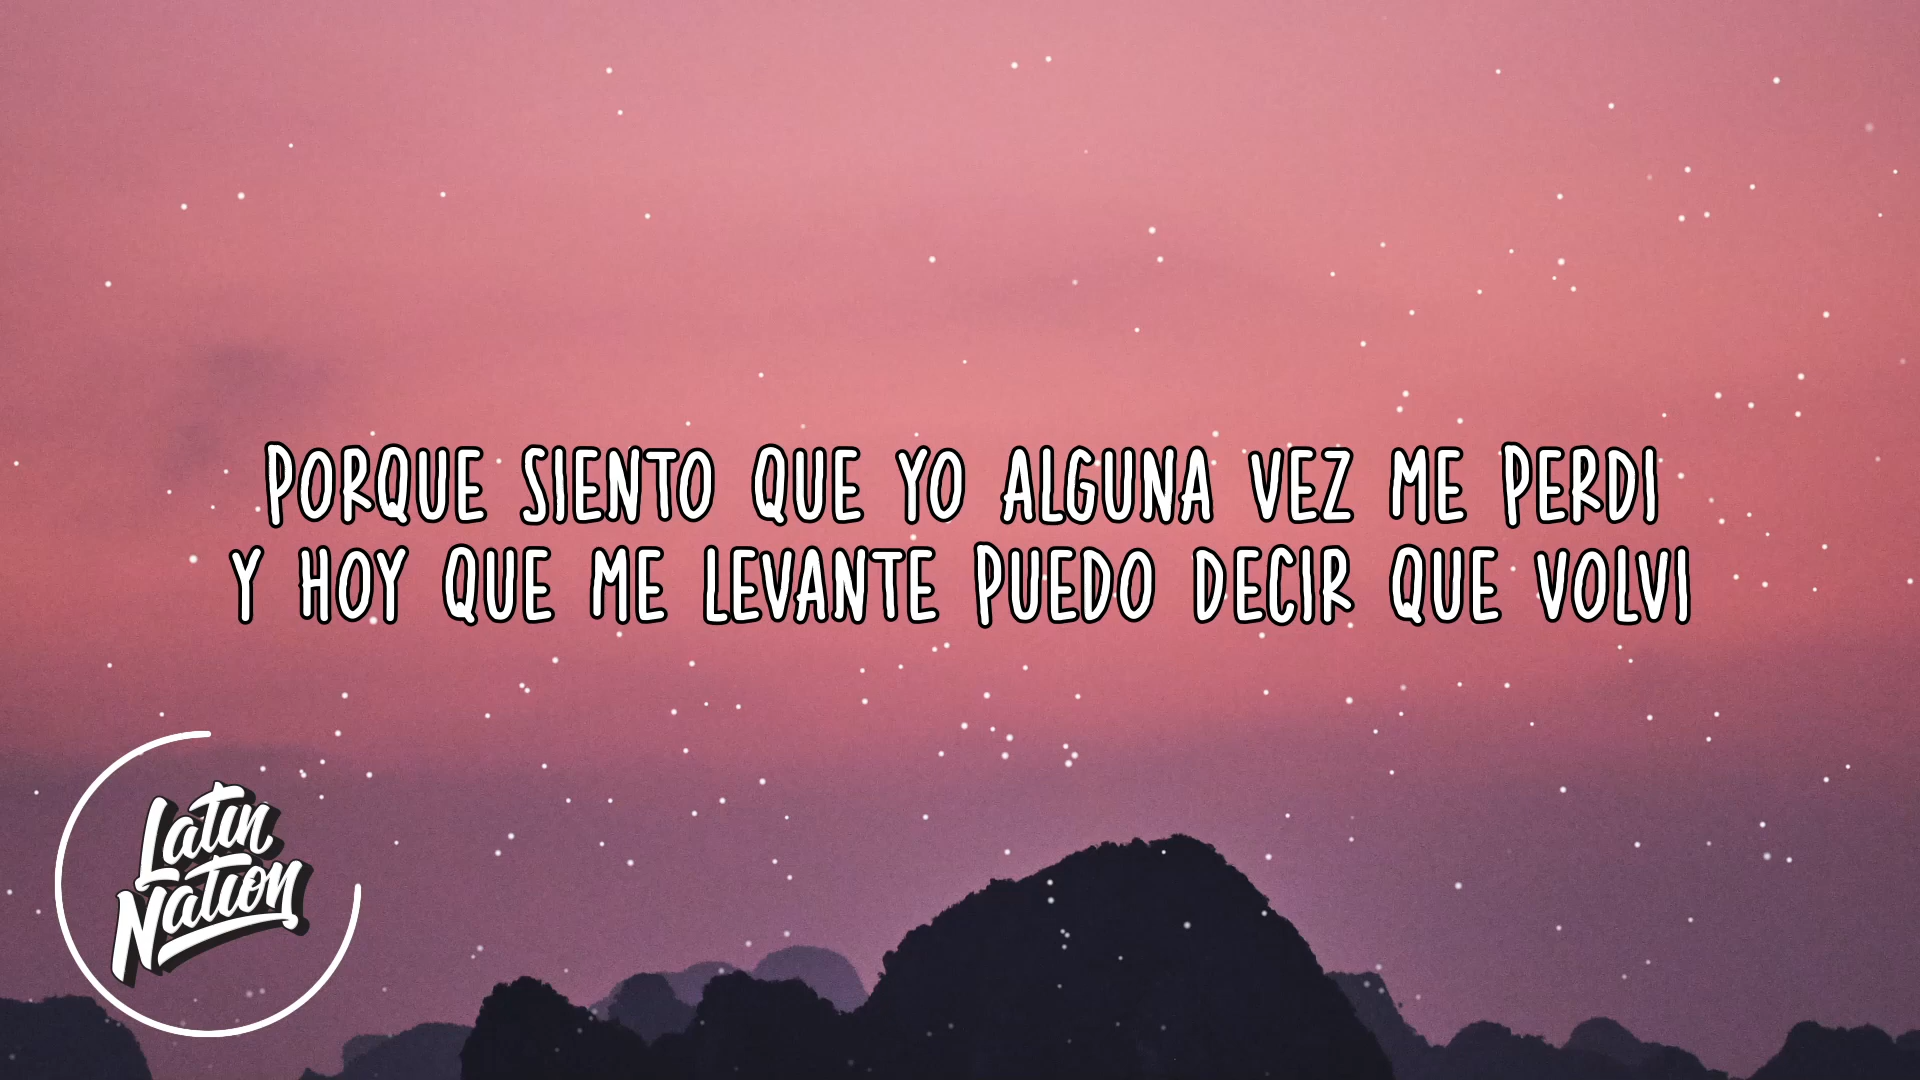 PORQUE SIENTO QUE YO ALGUNA VEZ ME PERDI
Y HOY QUE ME LEVANTE PUEDO DECIR QUE VOLVI
Latin
Nation